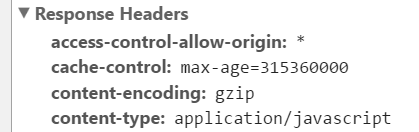 Response Headers
access-control-allow-origin: *
cache-control: max-age=315360000
content-encoding: gzip
content-type: application/javascript